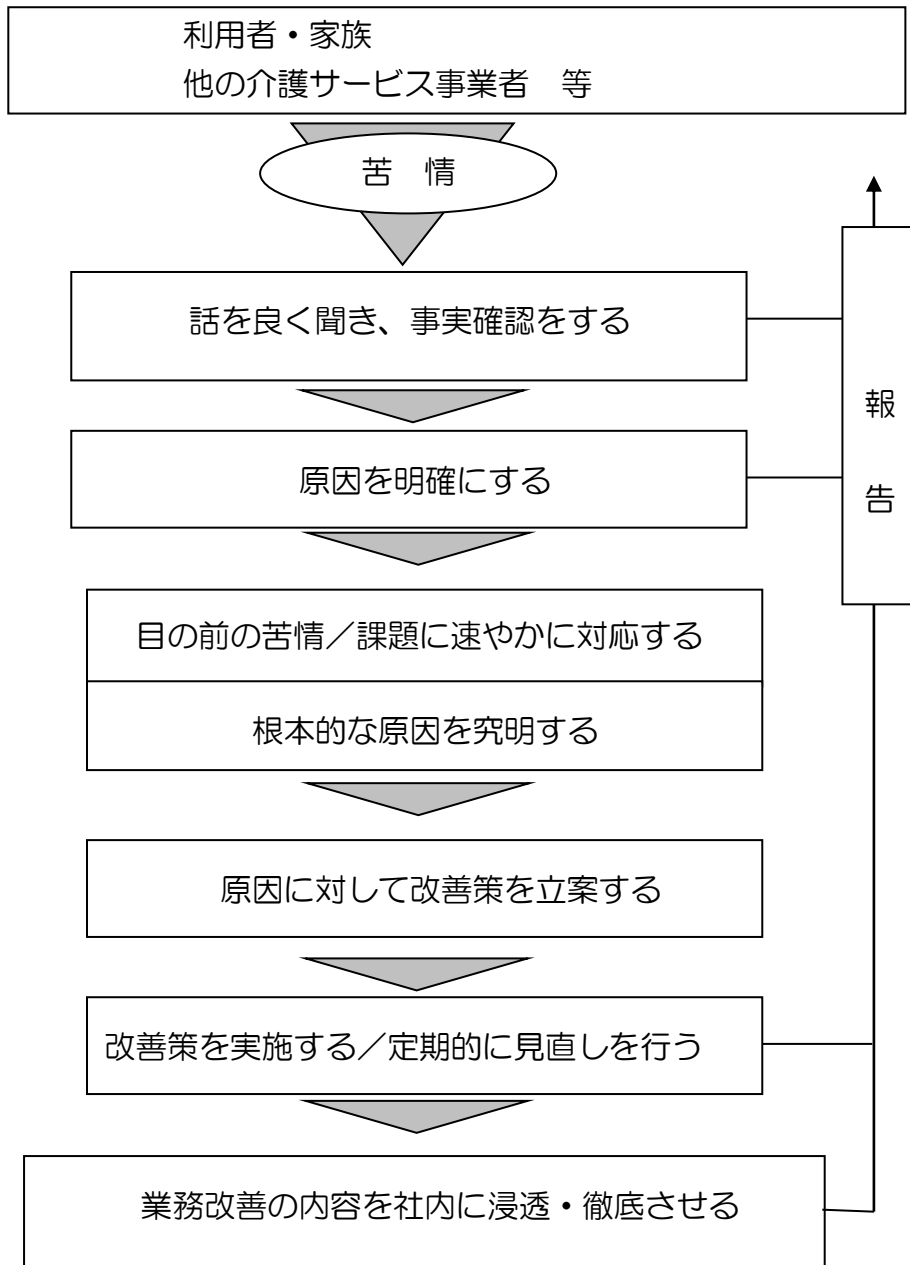 利用者・家族
他の介護サービス事業者　等
苦　情
話を良く聞き、事実確認をする
原因を明確にする
報
告
目の前の苦情／課題に速やかに対応する
根本的な原因を究明する
原因に対して改善策を立案する
改善策を実施する／定期的に見直しを行う
業務改善の内容を社内に浸透・徹底させる